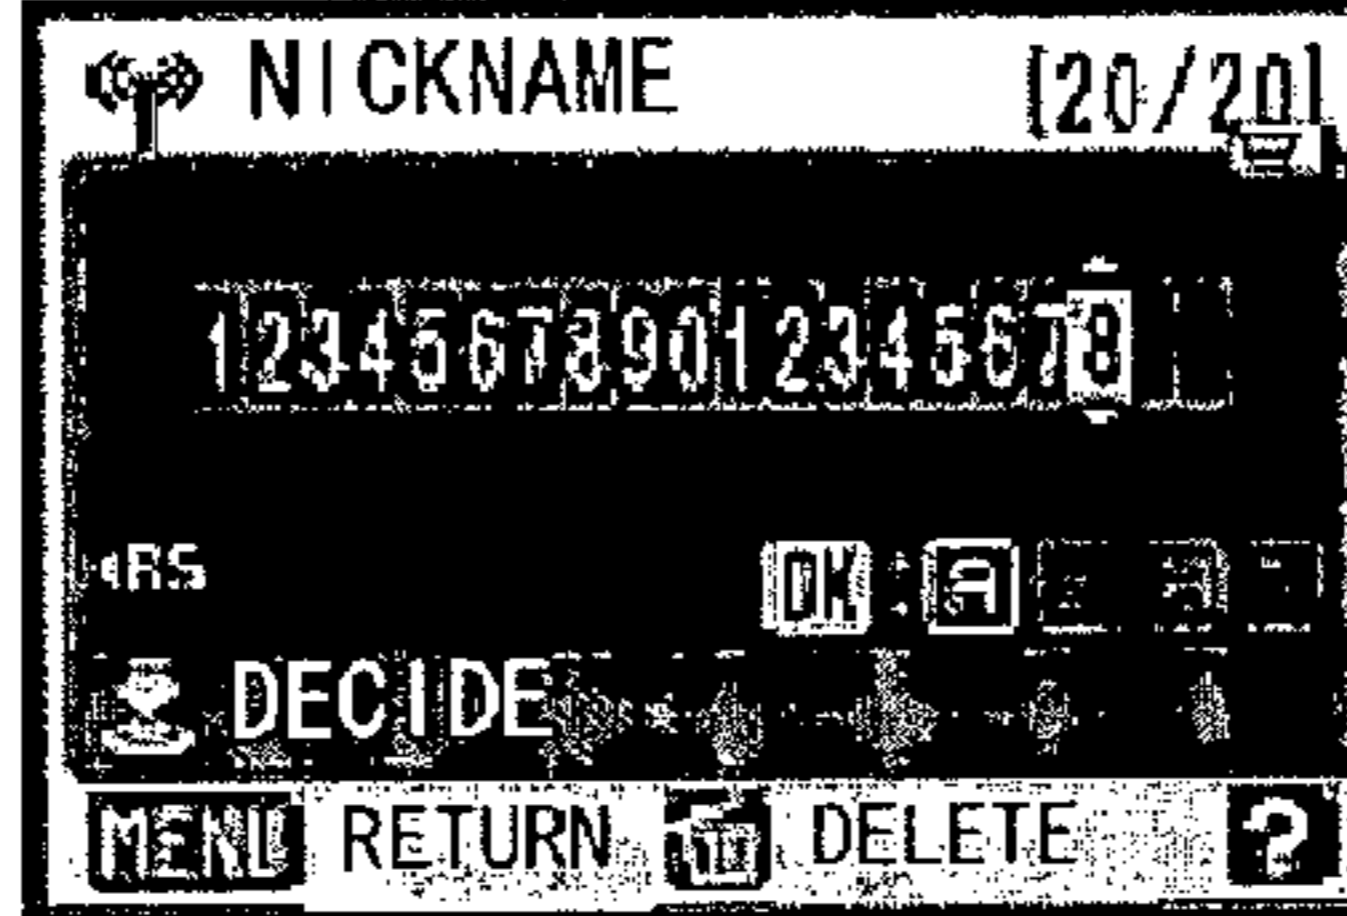 NICKNAME [20/20]
123456789012345678
RS OK:
DECIDE
MENU RETURN DELETE ?